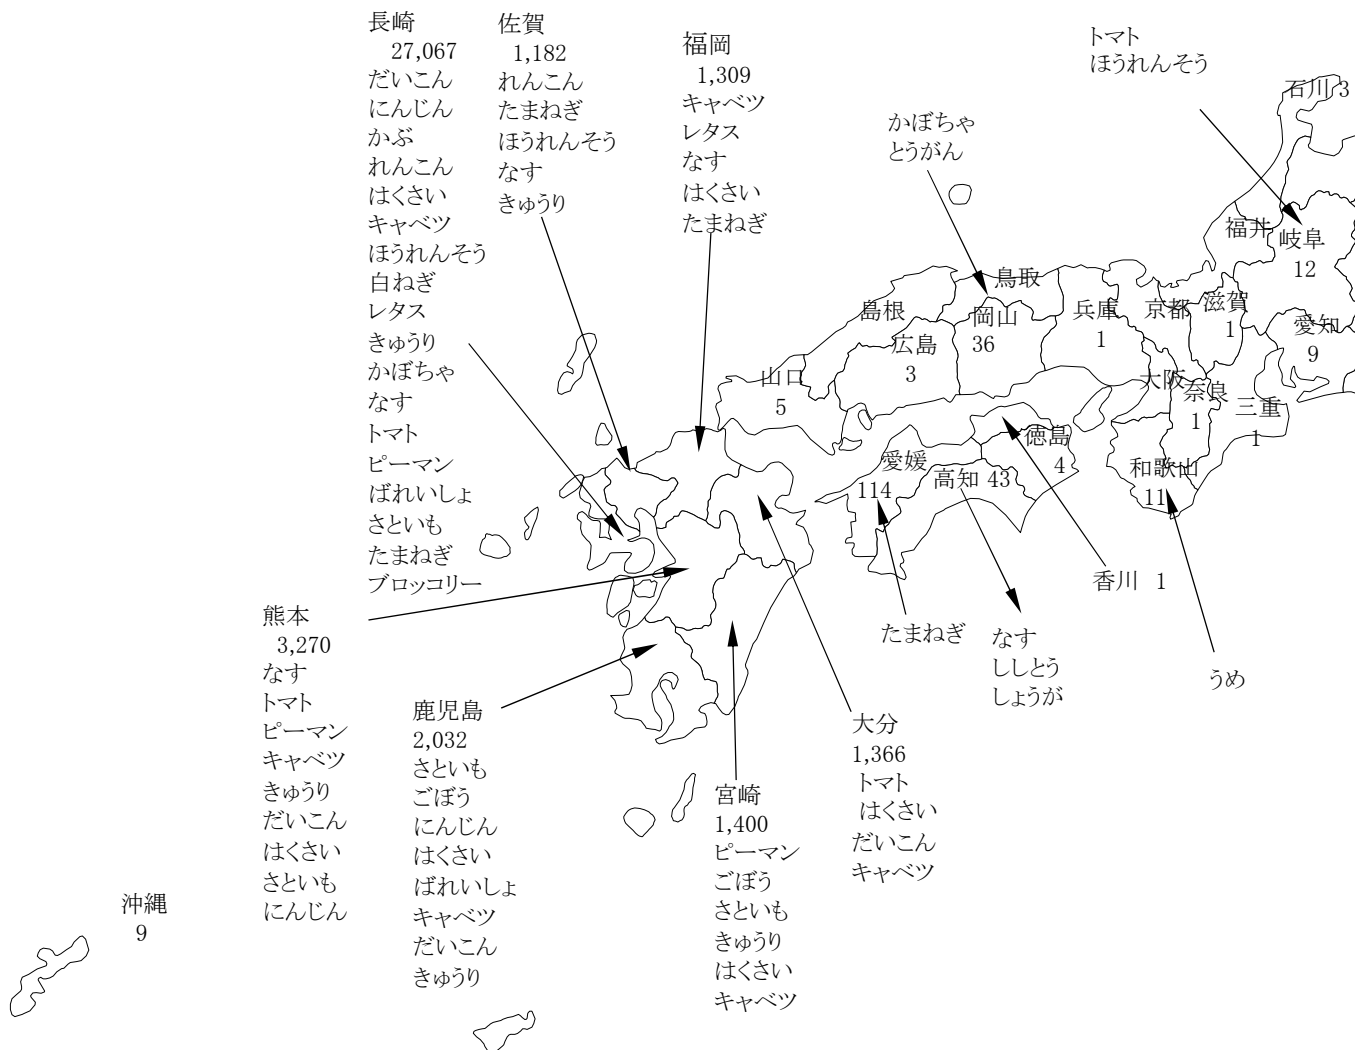 長崎
27,067
だいこん
にんじん
かぶ
れんこん
はくさい
キャベツ
ほうれんそう
白ねぎ
レタス
きゅうり
かぼちゃ
なす
トマト
ピーマン
ばれいしょ
さといも
たまねぎ
ブロッコリー
佐賀
1,182
れんこん
たまねぎ
ほうれんそう
なす
きゅうり
福岡
1,309
キャベツ
レタス
なす
はくさい
たまねぎ
かぼちゃ
とうがん
トマト
ほうれんそう
石川 3
福井
岐阜
12
鳥取
島根
岡山
36
兵庫
1
京都
滋賀
1
愛知
9
広島
3
山口
5
大阪
奈良
1
三重
1
徳島
4
和歌山
11
愛媛
114
高知 43
香川 1
たまねぎ
なす
ししとう
しょうが
うめ
熊本
3,270
なす
トマト
ピーマン
キャベツ
きゅうり
だいこん
はくさい
さといも
にんじん
鹿児島
2,032
さといも
ごぼう
にんじん
はくさい
ばれいしょ
キャベツ
だいこん
きゅうり
宮崎
1,400
ピーマン
ごぼう
さといも
きゅうり
はくさい
キャベツ
大分
1,366
トマト
はくさい
だいこん
キャベツ
沖縄
9